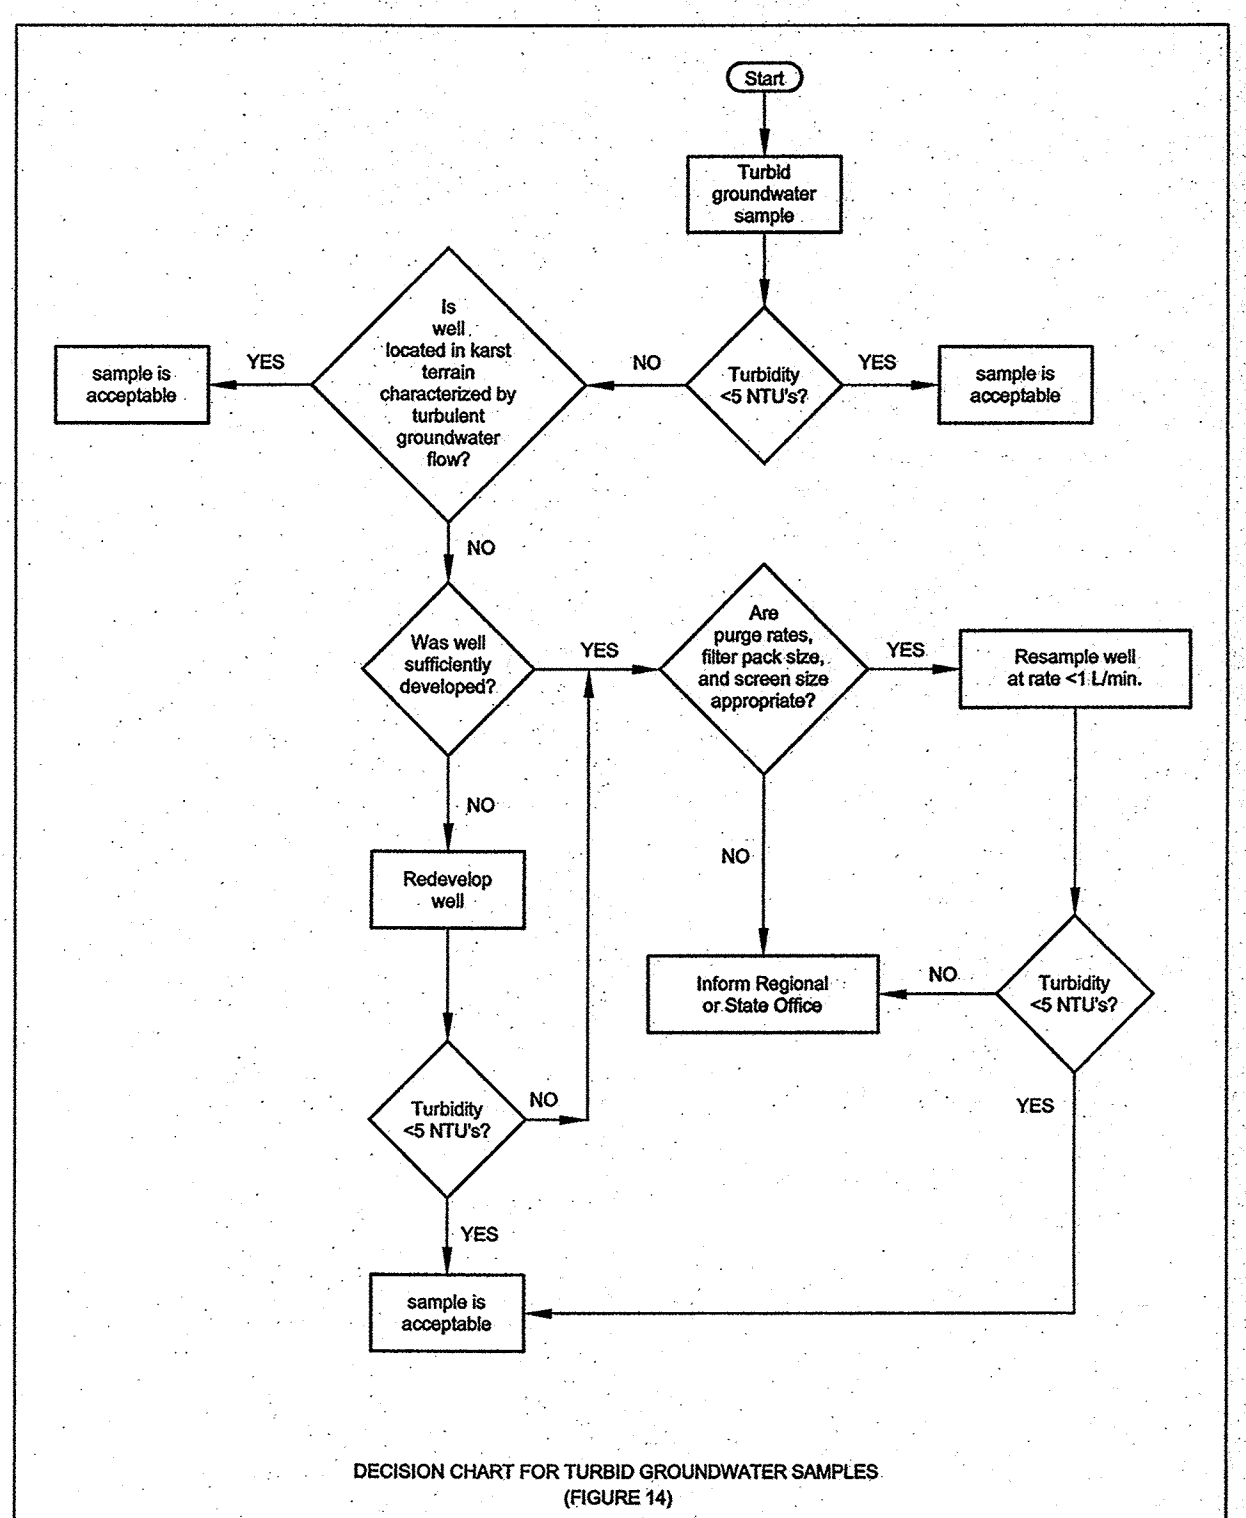 Start
Turbid
groundwater
sample
Turbidity
<5 NTU's?
YES
sample is
acceptable
NO
Is
well
located in karst
terrain
characterized by
turbulent
groundwater
flow?
YES
sample is
acceptable
NO
Was well
sufficiently
developed?
YES
Are
purge rates,
filter pack size,
and screen size
appropriate?
YES
Resample well
at rate <1 L/min.
NO
Redevelop
well
NO
Inform Regional
or State Office
NO
Turbidity
<5 NTU's?
YES
Turbidity
<5 NTU's?
NO
YES
sample is
acceptable
DECISION CHART FOR TURBID GROUNDWATER SAMPLES
(FIGURE 14)